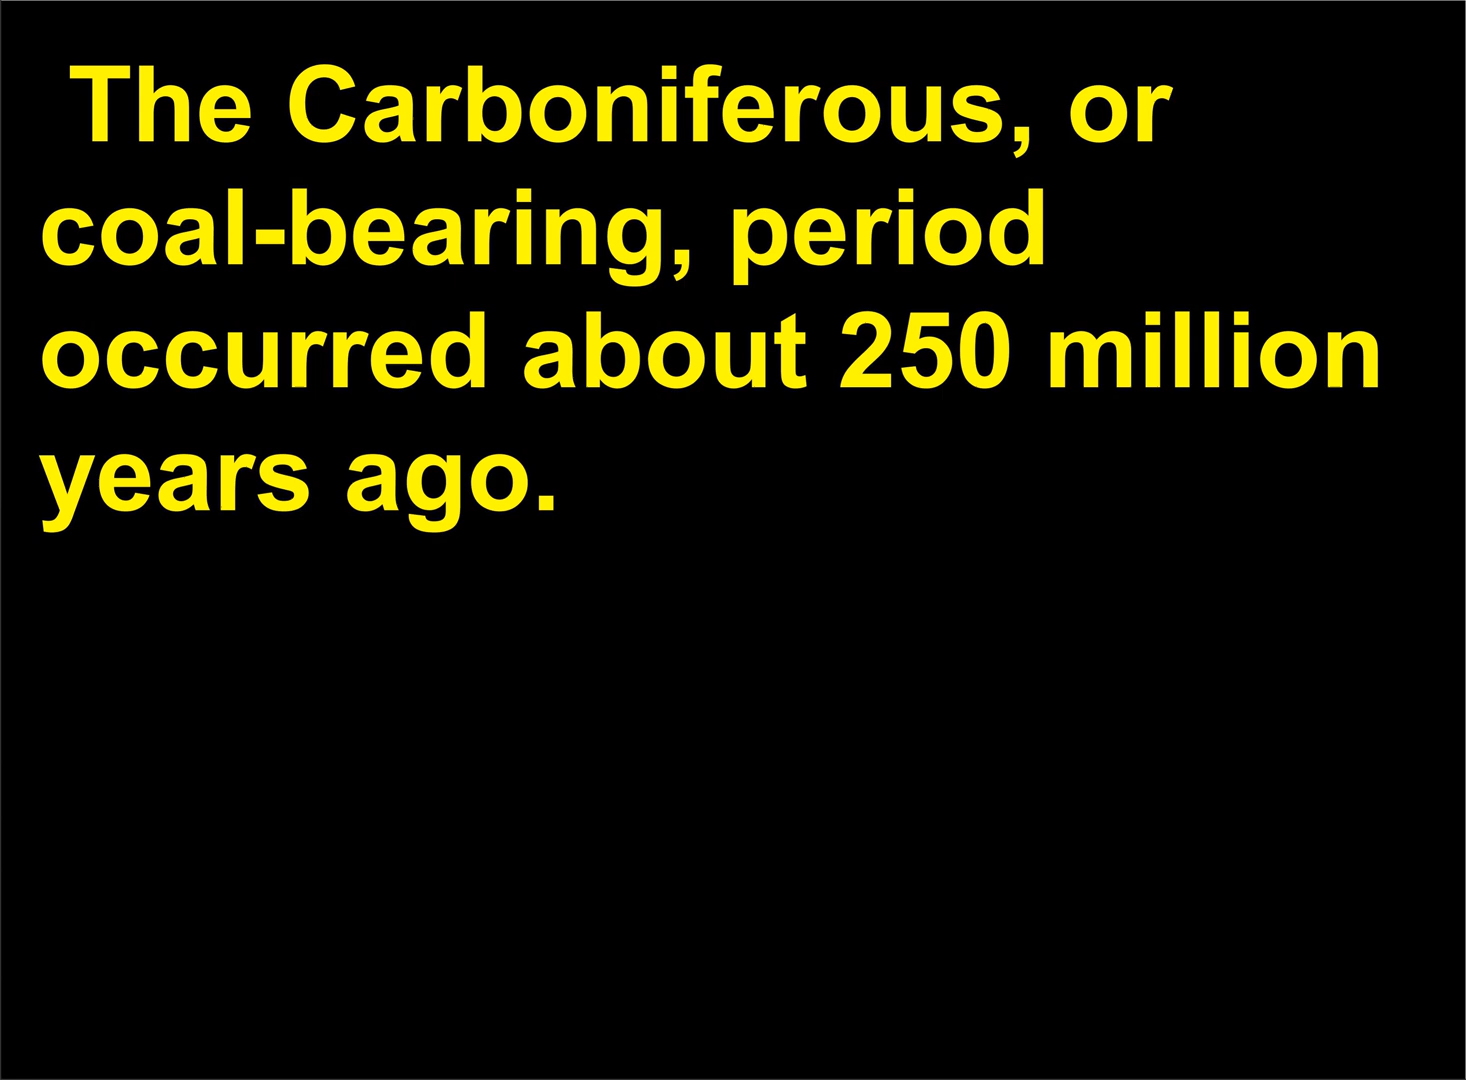 The Carboniferous, or
coal-bearing, period
occurred about 250 million
years ago.